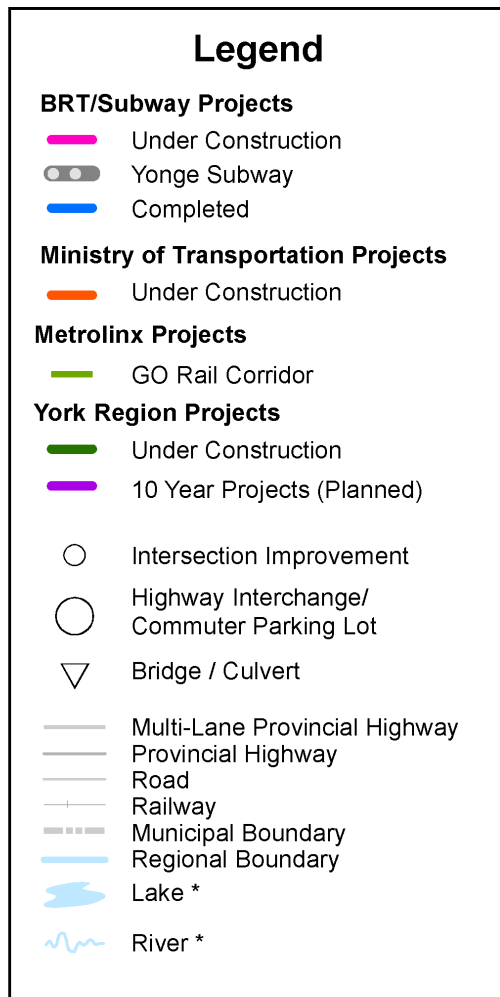 Legend
BRT/Subway Projects
Under Construction
Yonge Subway
Completed
Ministry of Transportation Projects
Under Construction
Metrolinx Projects
GO Rail Corridor
York Region Projects
Under Construction
10 Year Projects (Planned)
Intersection Improvement
Highway Interchange/
Commuter Parking Lot
Bridge / Culvert
Multi-Lane Provincial Highway
Provincial Highway
Road
Railway
Municipal Boundary
Regional Boundary
Lake *
River *